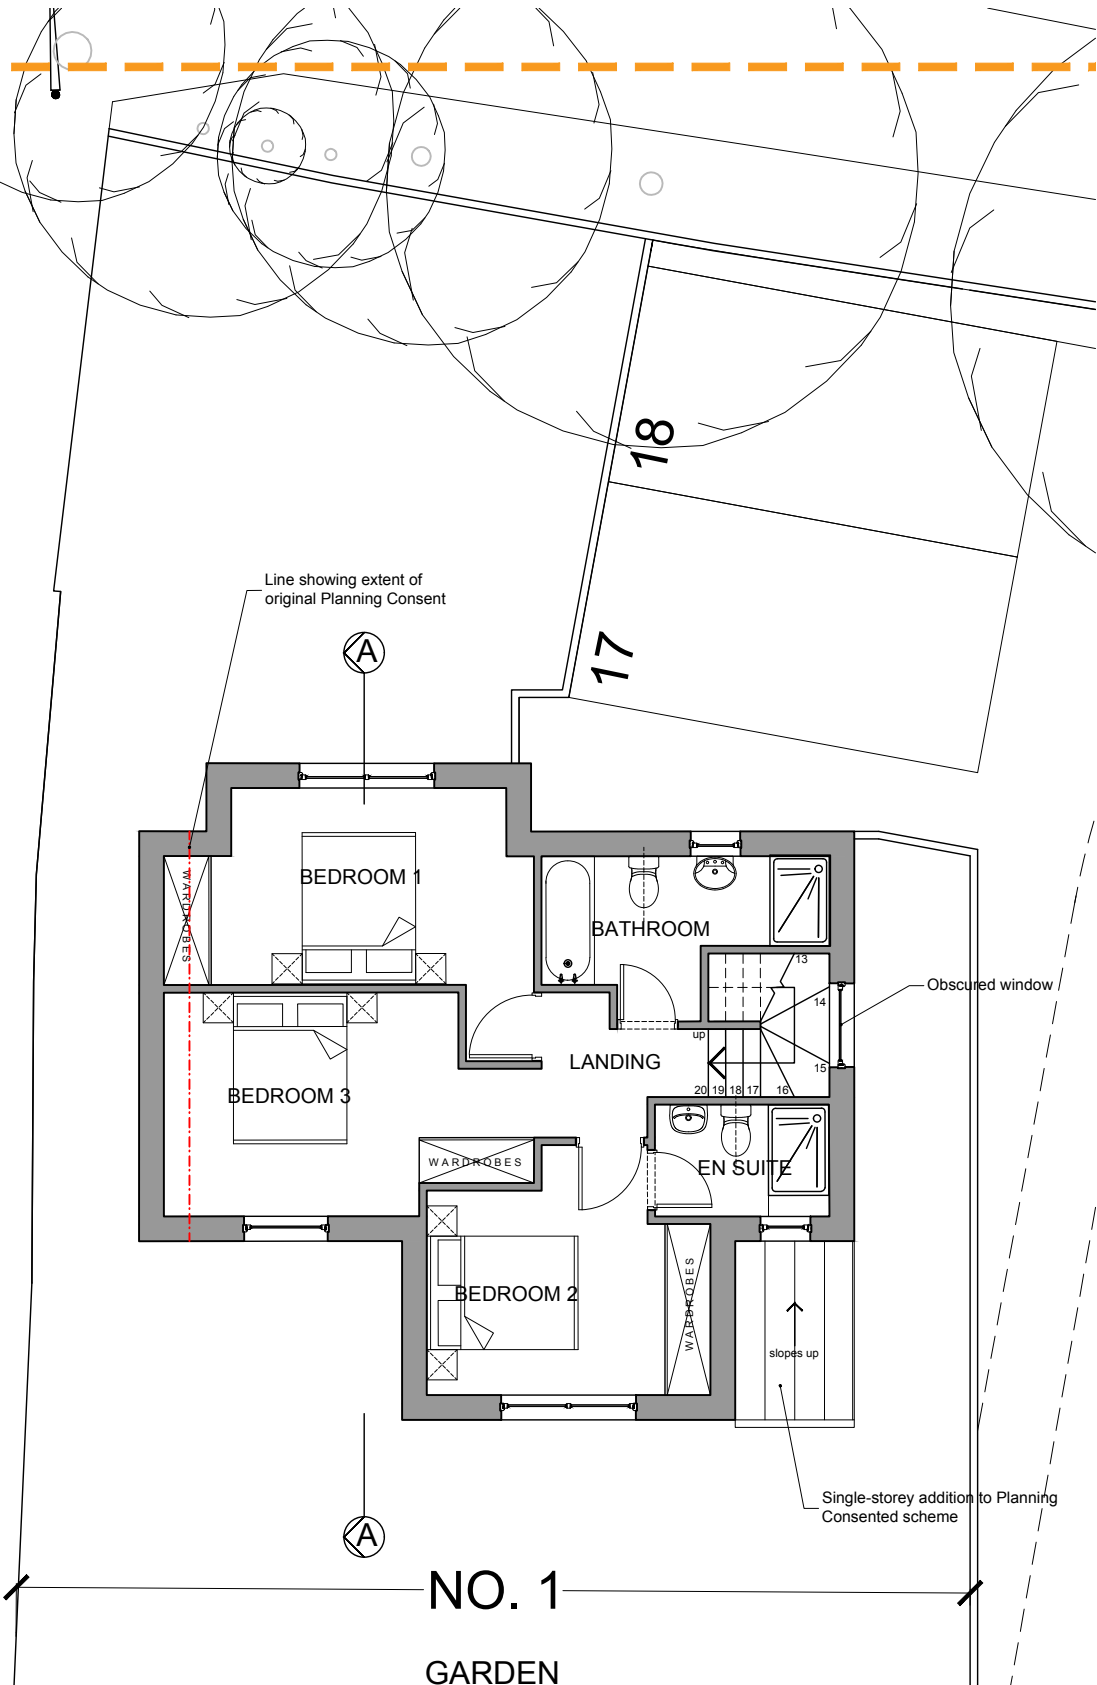 18
17
Line showing extent of
original Planning Consent
A
BEDROOM 1
WARDROBES
BATHROOM
13
14
Obscured window
up
LANDING
15
20 19 18 17 16
BEDROOM 3
WARDROBES
EN SUITE
BEDROOM 2
WARDROBES
slopes up
Single-storey addition to Planning
Consented scheme
A
NO. 1
GARDEN